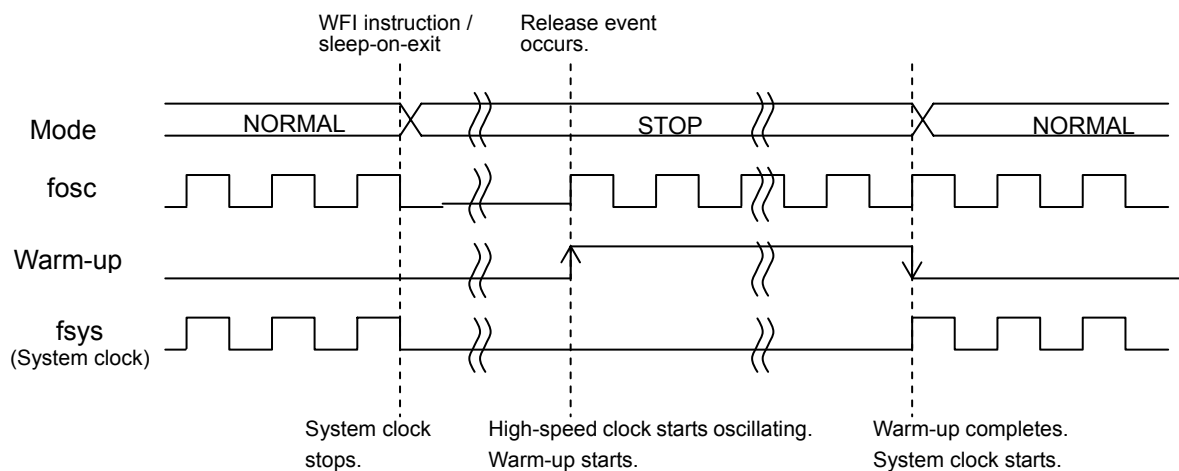 WFI instruction /
sleep-on-exit
Release event
occurs.
Mode
NORMAL
STOP
NORMAL
fosc
Warm-up
fsys
(System clock)
System clock
stops.
High-speed clock starts oscillating.
Warm-up starts.
Warm-up completes.
System clock starts.